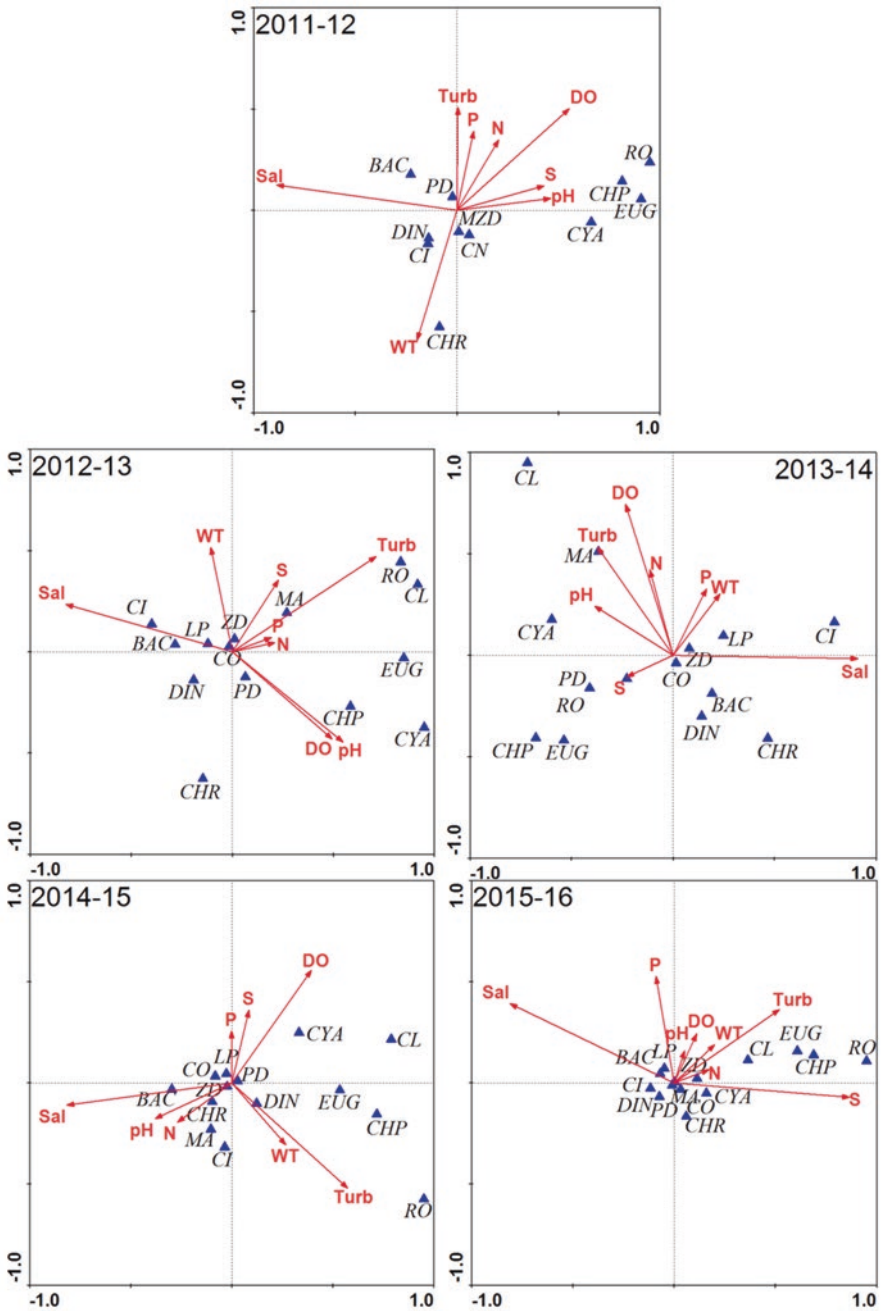 2011-12
1.0
Turb
DO
P
N
BAC
RO
Sal
PD
S
CHP
pH
EUG
MZD
DIN
CYA
CI
CN
WT
CHR
-1.0
-1.0
1.0
2012-13
1.0
WT
Turb
S
RO
Sal
CL
MA
CI
ZD
P
LP
N
BAC
CO
EUG
DIN
PD
CHP
CYA
DO
pH
CHR
-1.0
-1.0
1.0
2013-14
1.0
CL
DO
Turb
MA
N
P
WT
pH
CYA
LP
CI
ZD
CO
Sal
PD
S
RO
BAC
DIN
CHP
EUG
CHR
-1.0
-1.0
1.0
2014-15
1.0
DO
S
P
CYA
CL
LP
CO
PD
BAC
ZD
Sal
DIN
EUG
CHR
pH
N
CHP
MA
WT
CI
Turb
RO
-1.0
-1.0
1.0
2015-16
1.0
P
Sal
Turb
DO
pH
WT
EUG
LP
BAC
ZD
CL
RO
N
CI
MA
CYA
S
DIN
PD
CO
CHR
-1.0
-1.0
1.0